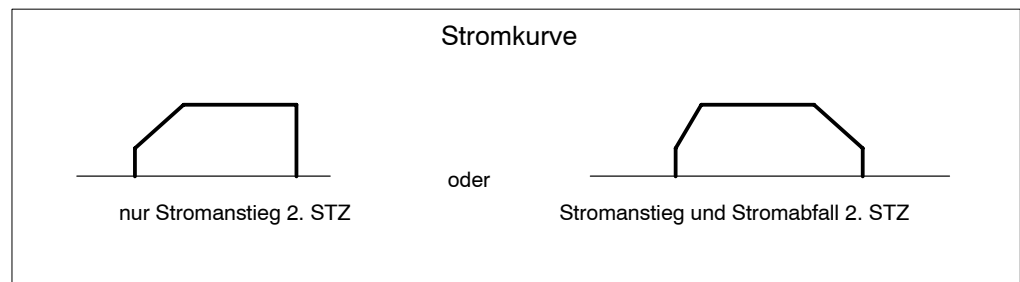 Stromkurve
oder
nur Stromanstieg 2. STZ
Stromanstieg und Stromabfall 2. STZ